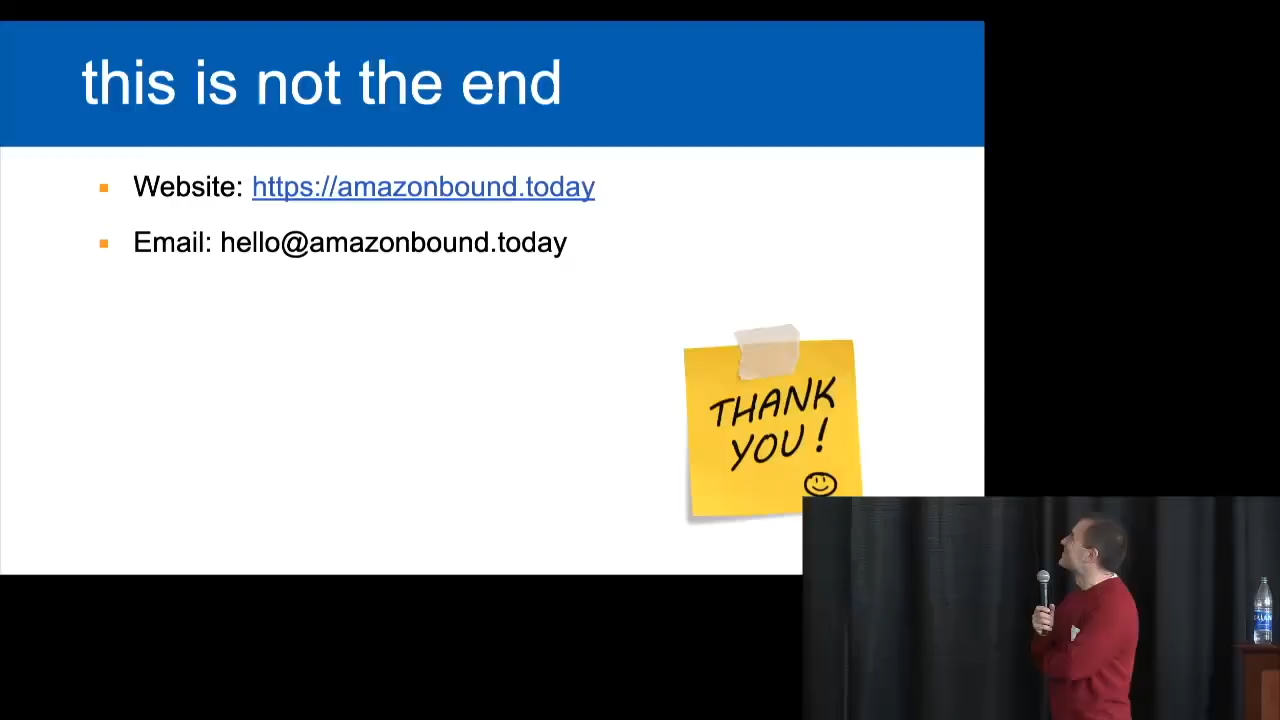 this is not the end
Website: https://amazonbound.today
Email: hello@amazonbound.today
THANK
YOU!